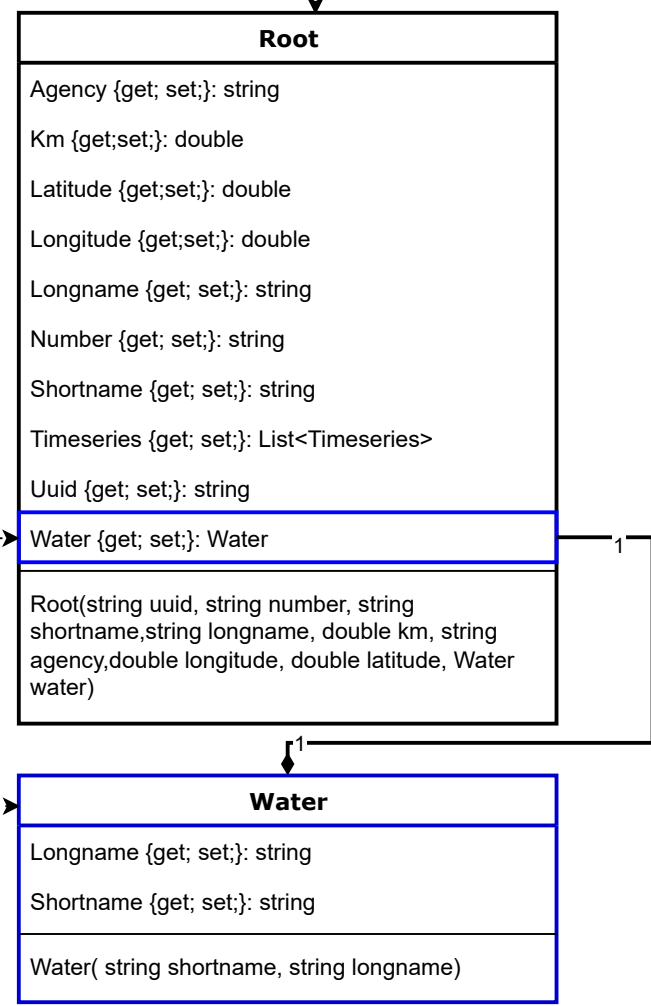 Root
Agency {get; set;}: string
Km {get;set;}: double
Latitude {get;set;}: double
Longitude {get;set;}: double
Longname {get; set;}: string
Number {get; set;}: string
Shortname {get; set;}: string
Timeseries {get; set;}: List<Timeseries>
Uuid {get; set;}: string
Water {get; set;}: Water
1
Root(string uuid, string number, string
shortname,string longname, double km, string
agency,double longitude, double latitude, Water
water)
1
Water
Longname {get; set;}: string
Shortname {get; set;}: string
Water( string shortname, string longname)